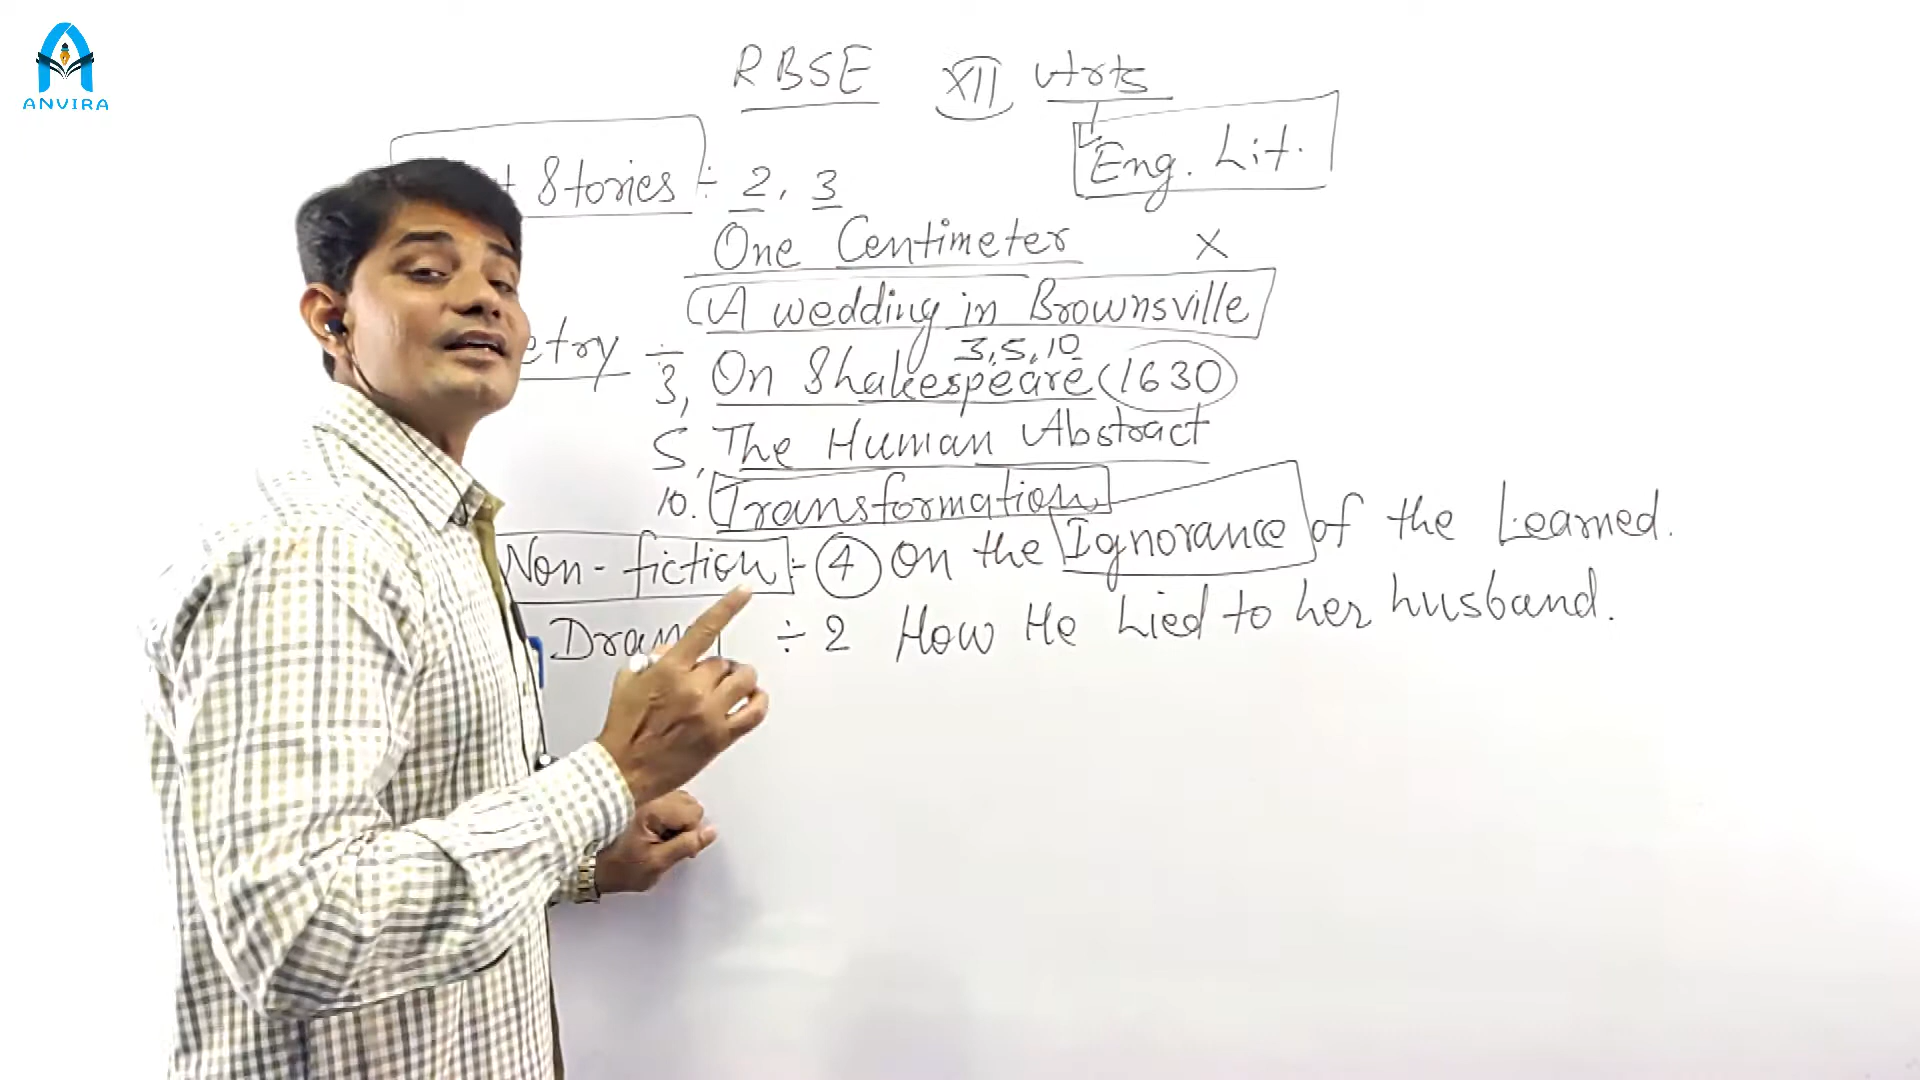 ANVIRA
RBSE XII Arts
Eng. Lit.
Stories ÷ 2, 3
One Centimeter X
A wedding in Brownsville
3, 5, 10
3, On Shakespeare (1630)
5, The Human Abstract
10. Transformation
Non-fiction ÷ 4 On the Ignorance of the Learned.
÷ 2 How He Lied to her husband.